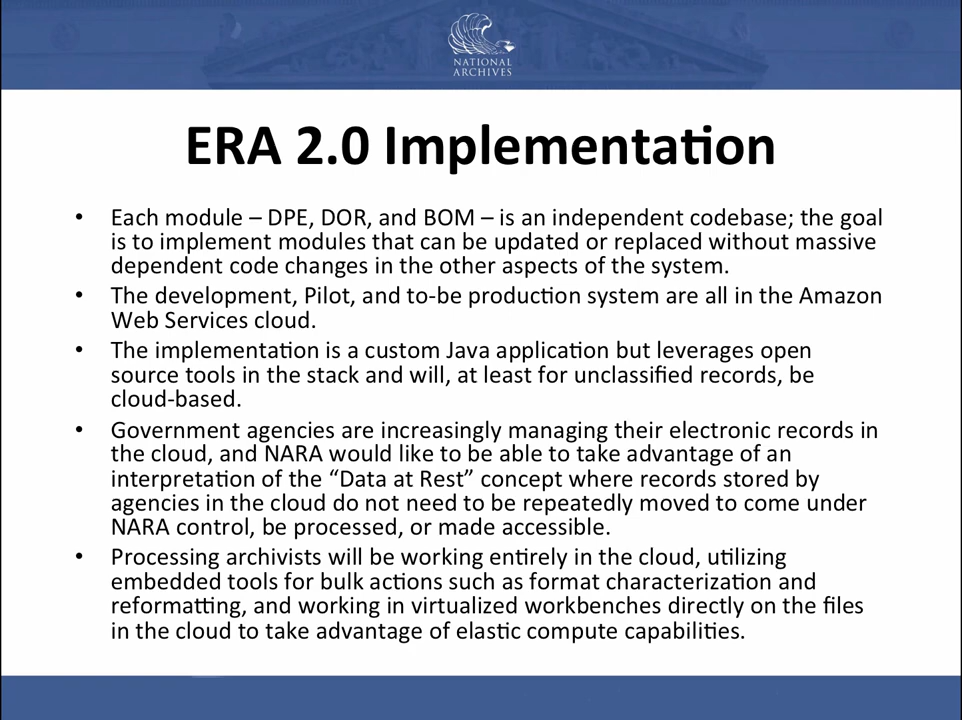 NATIONAL
ARCHIVES
ERA 2.0 Implementation
• Each module – DPE, DOR, and BOM – is an independent codebase; the goal
is to implement modules that can be updated or replaced without massive
dependent code changes in the other aspects of the system.
• The development, Pilot, and to-be production system are all in the Amazon
Web Services cloud.
• The implementation is a custom Java application but leverages open
source tools in the stack and will, at least for unclassified records, be
cloud-based.
• Government agencies are increasingly managing their electronic records in
the cloud, and NARA would like to be able to take advantage of an
interpretation of the “Data at Rest” concept where records stored by
agencies in the cloud do not need to be repeatedly moved to come under
NARA control, be processed, or made accessible.
• Processing archivists will be working entirely in the cloud, utilizing
embedded tools for bulk actions such as format characterization and
reformatting, and working in virtualized workbenches directly on the files
in the cloud to take advantage of elastic compute capabilities.